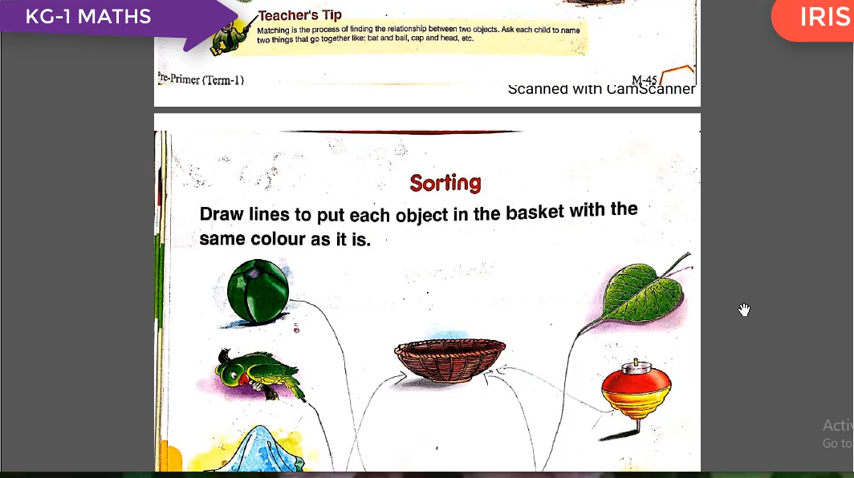 KG-1 MATHS
IRIS
Teacher's Tip
Matching is the process of finding the relationship between two objects. Ask each child to name
two things that go together like: bat and ball, cap and head, etc.
Pre-Primer (Term-1)
M-45
Scanned with CamScanner
Sorting
Draw lines to put each object in the basket with the
same colour as it is.
Activ
Go to